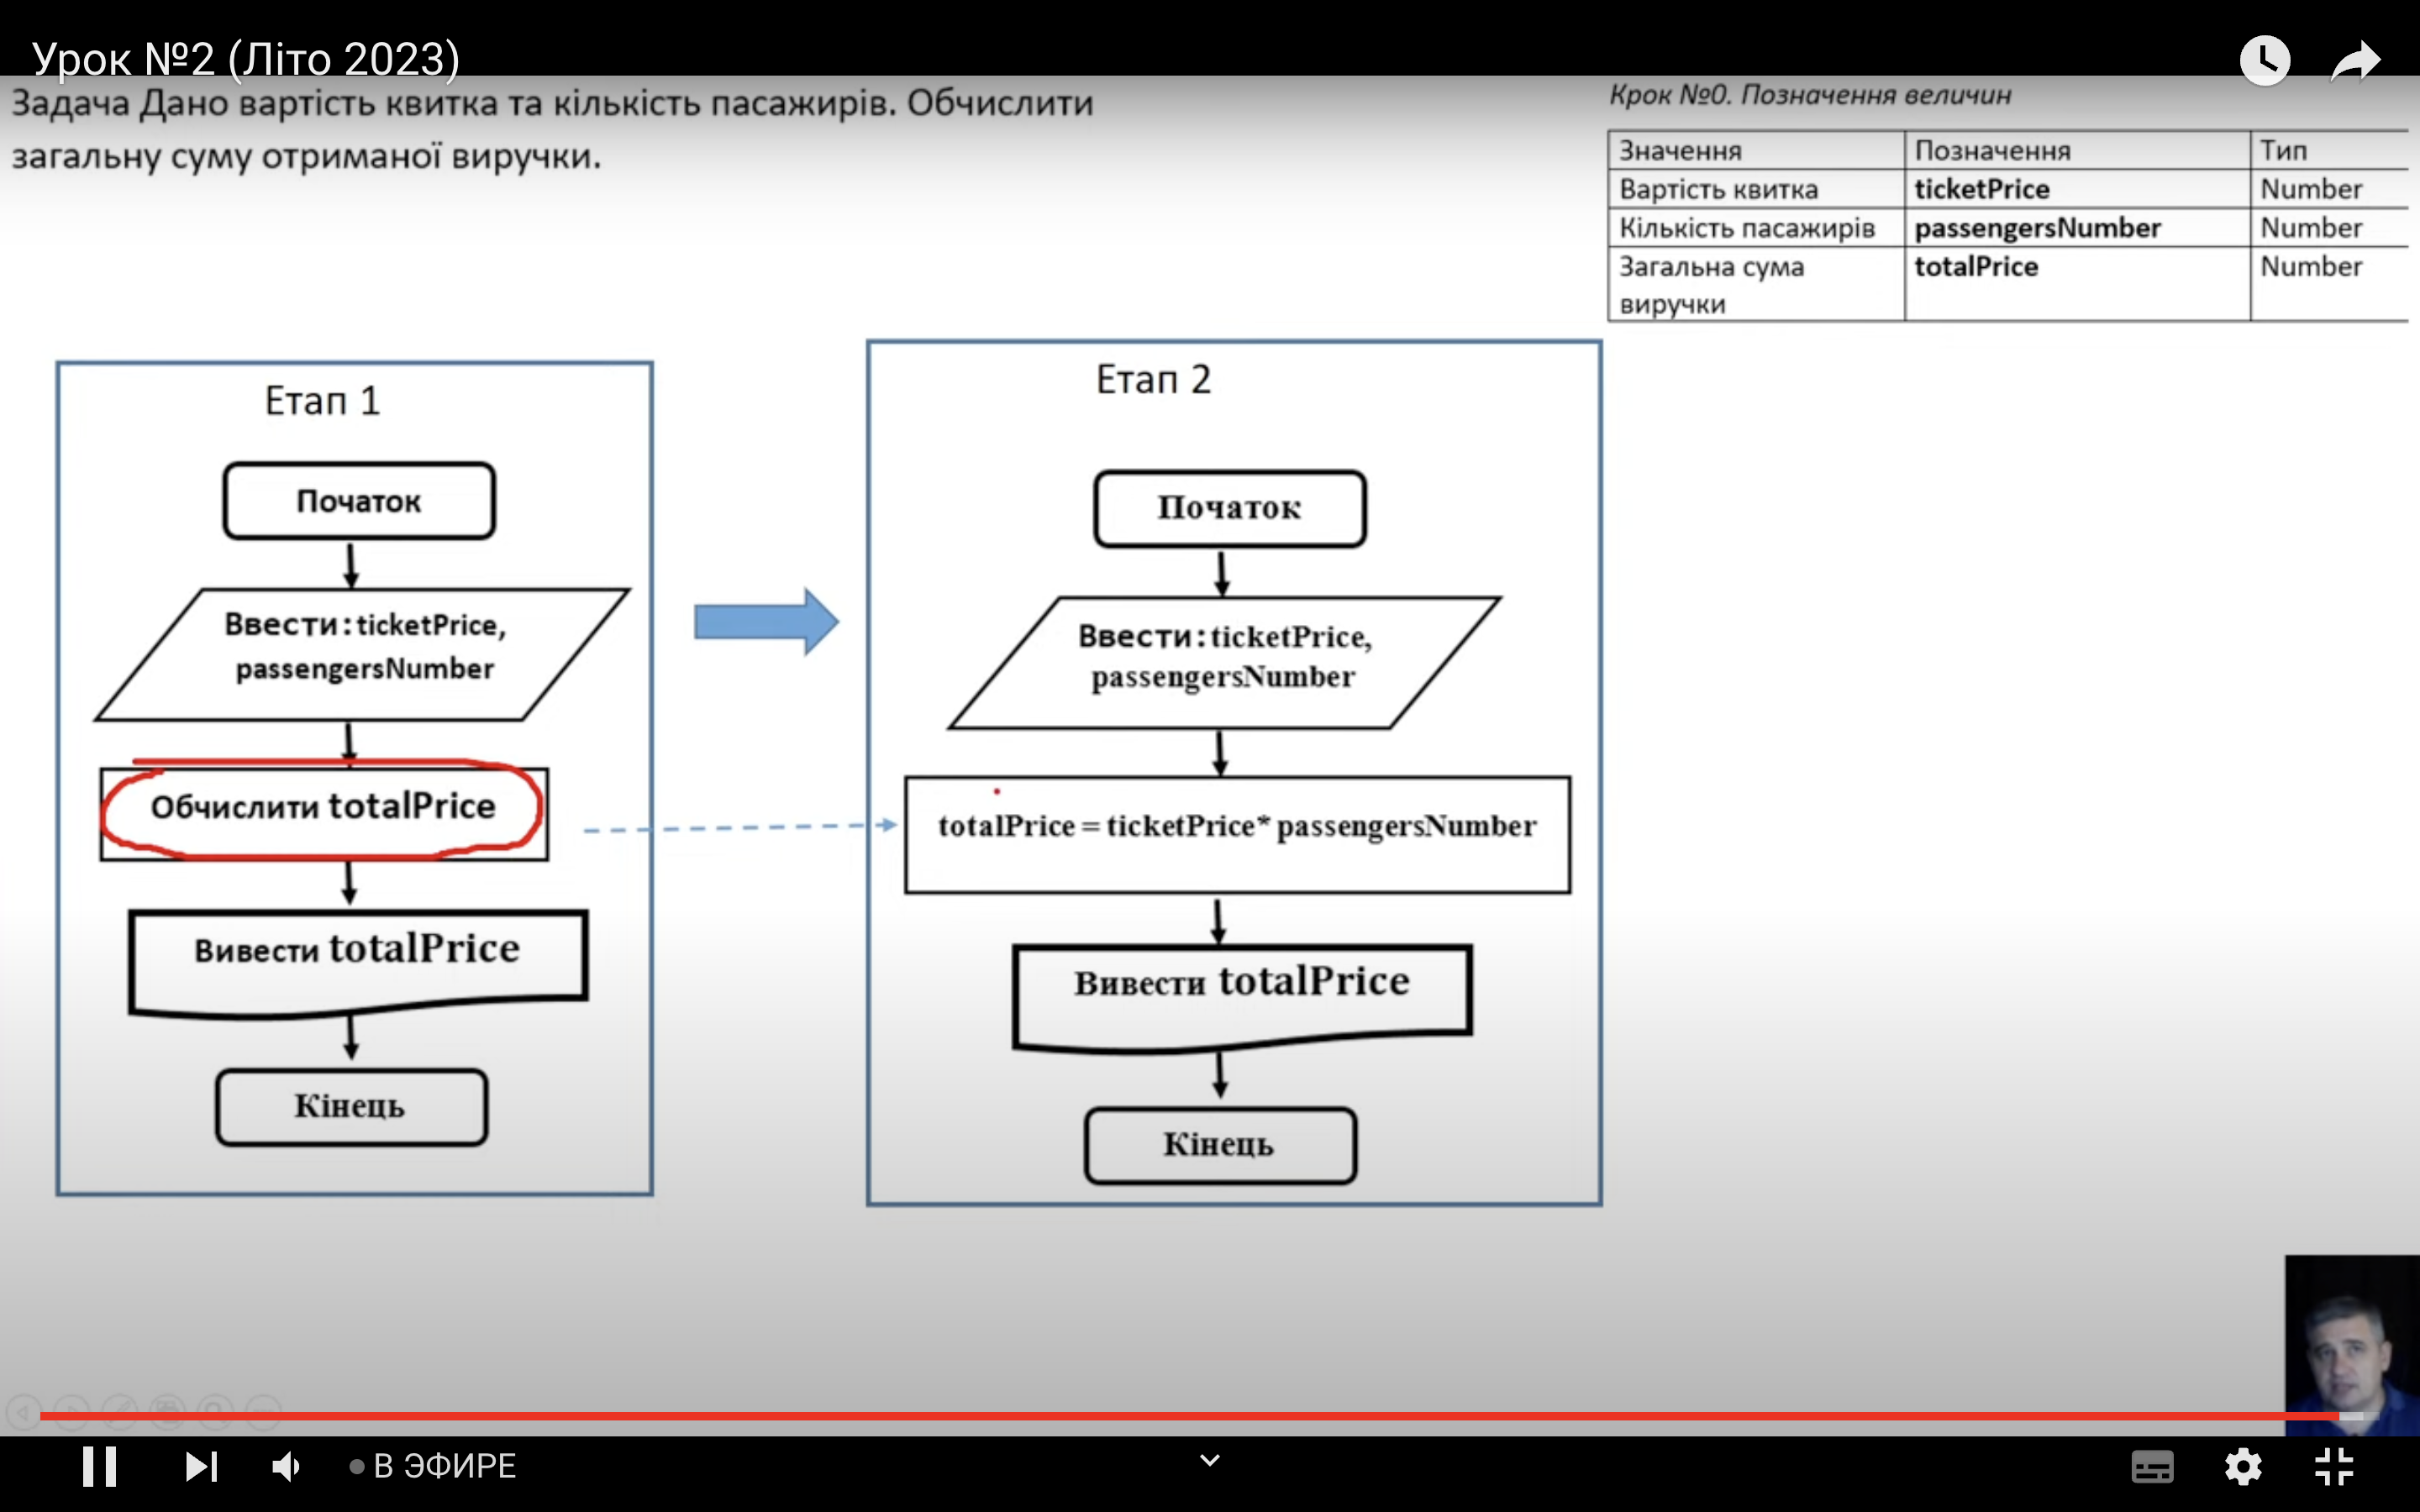 Урок №2 (Літо 2023)
Задача Дано вартість квитка та кількість пасажирів. Обчислити
загальну суму отриманої виручки.
Крок №0. Позначення величин
Значення Позначення Тип
Вартість квитка ticketPrice Number
Кількість пасажирів passengersNumber Number
Загальна сума totalPrice Number
виручки
Етап 1
Початок
Ввести:ticketPrice,
passengersNumber
Обчислити totalPrice
Вивести totalPrice
Кінець
Етап 2
Початок
Ввести:ticketPrice,
passengersNumber
totalPrice = ticketPrice* passengersNumber
Вивести totalPrice
Кінець
В ЭФИРЕ